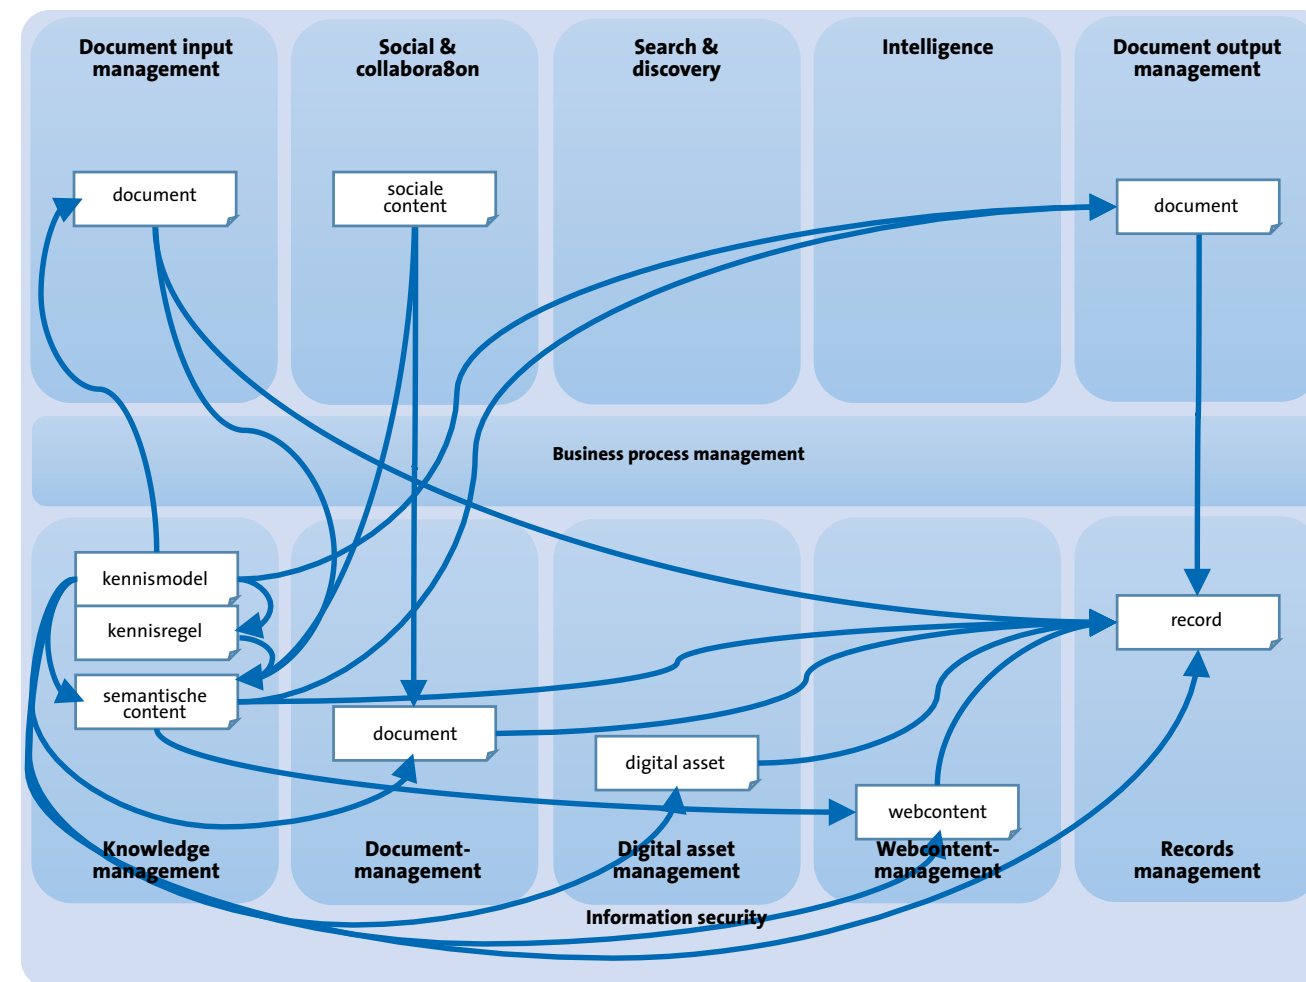 Document input
management
Social &
collabora8on
Search &
discovery
Intelligence
Document output
management
document
sociale
content
document
Business process management
kennismodel
kennisregel
semantische
content
document
digital asset
webcontent
record
Knowledge
management
Document-
management
Digital asset
management
Webcontent-
management
Records
management
Information security